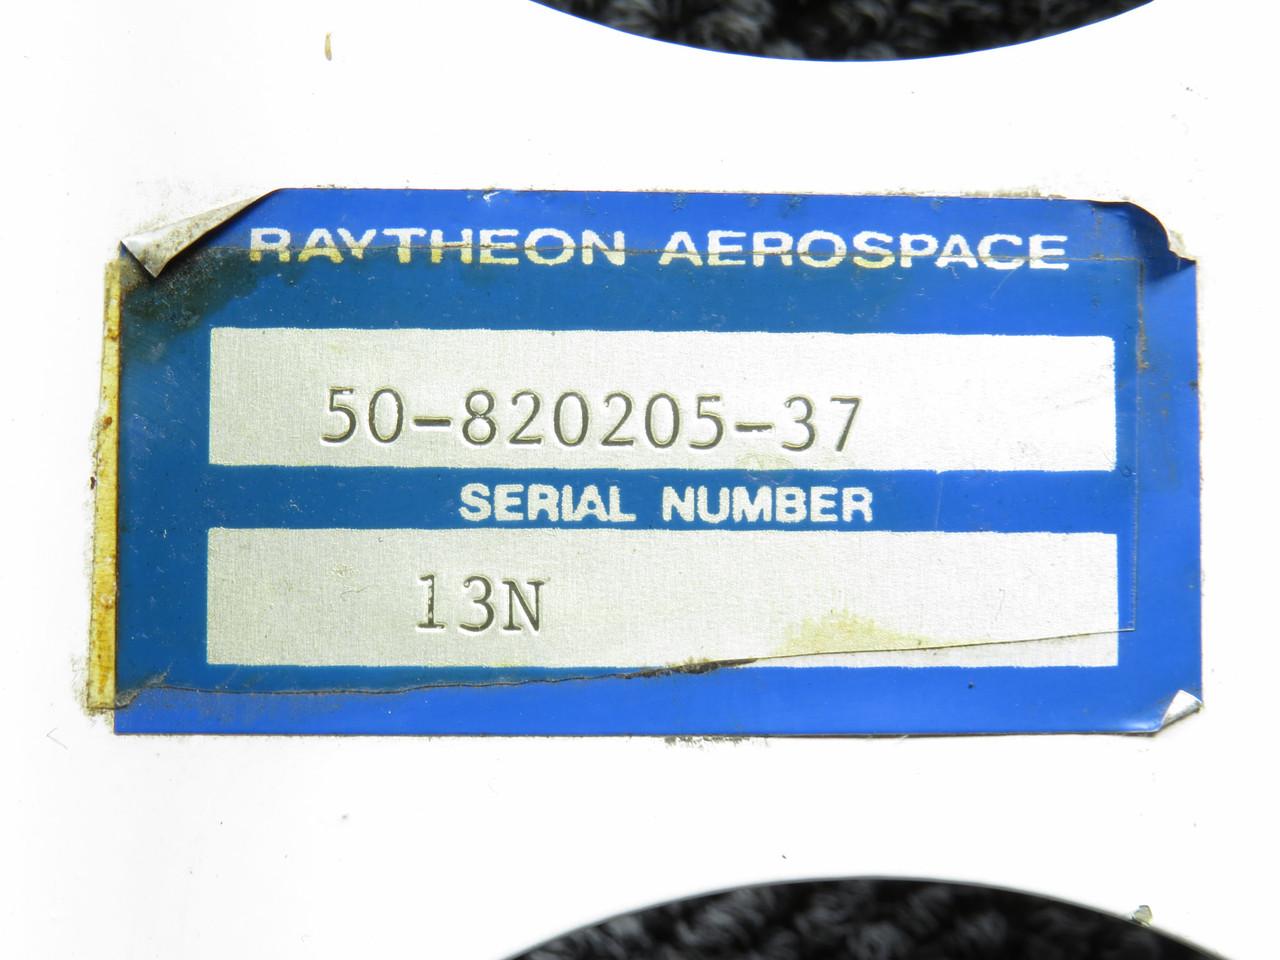 RAYTHEON AEROSPACE
50-820205-37
SERIAL NUMBER
13N